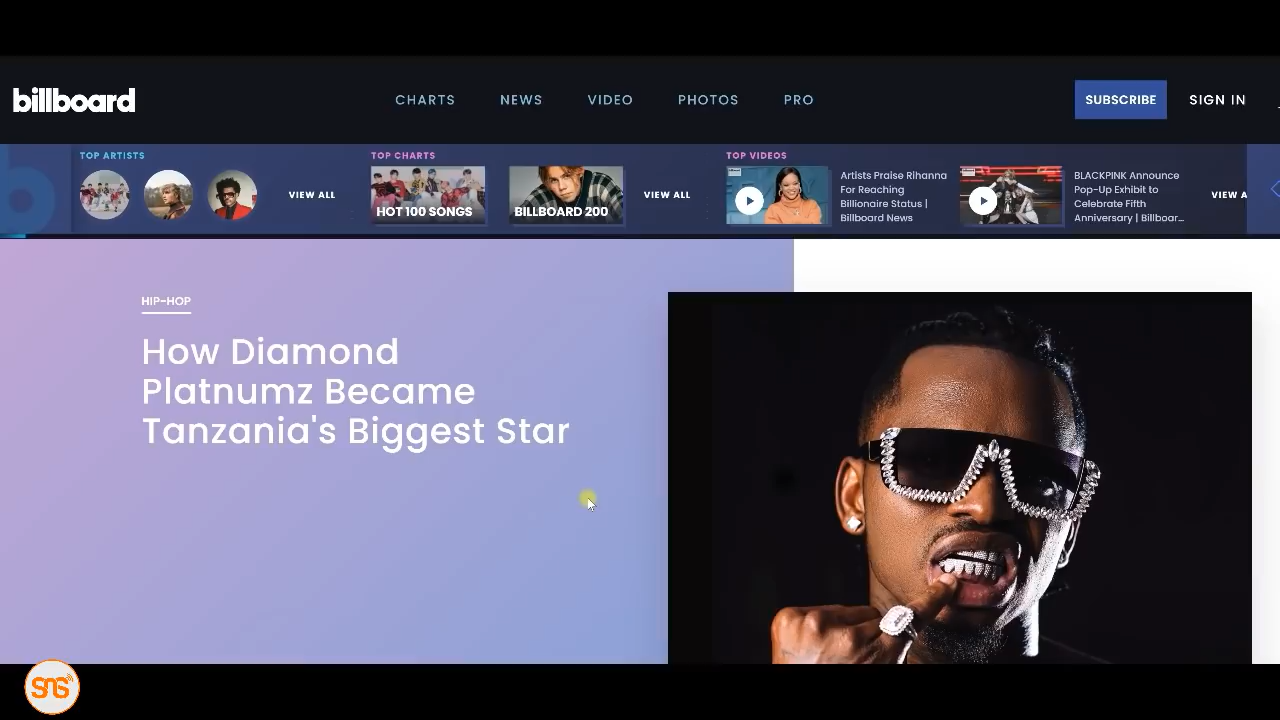 billboard
CHARTS
NEWS
VIDEO
PHOTOS
PRO
SUBSCRIBE
SIGN IN
TOP ARTISTS
VIEW ALL
TOP CHARTS
HOT 100 SONGS
BILLBOARD 200
VIEW ALL
TOP VIDEOS
Artists Praise Rihanna
For Reaching
Billionaire Status |
Billboard News
BLACKPINK Announce
Pop-Up Exhibit to
Celebrate Fifth
Anniversary | Billboar...
VIEW A
HIP-HOP
How Diamond
Platnumz Became
Tanzania's Biggest Star
SNS